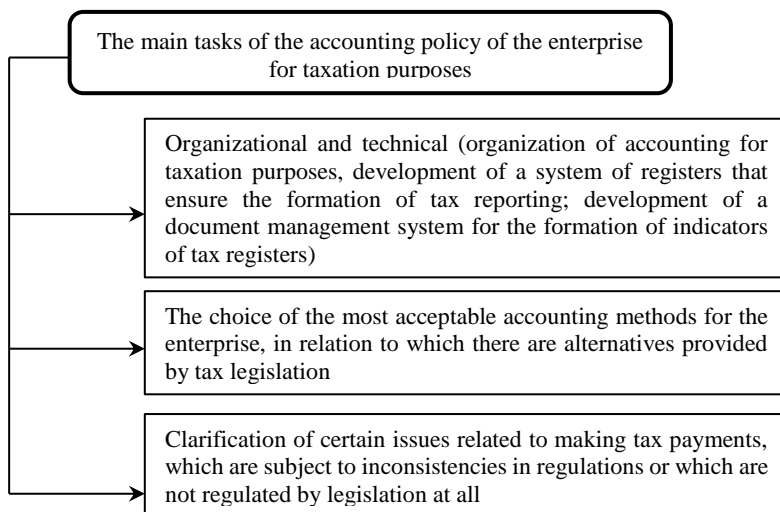 The main tasks of the accounting policy of the enterprise
for taxation purposes
Organizational and technical (organization of accounting for
taxation purposes, development of a system of registers that
ensure the formation of tax reporting; development of a
document management system for the formation of indicators
of tax registers)
The choice of the most acceptable accounting methods for the
enterprise, in relation to which there are alternatives provided
by tax legislation
Clarification of certain issues related to making tax payments,
which are subject to inconsistencies in regulations or which are
not regulated by legislation at all